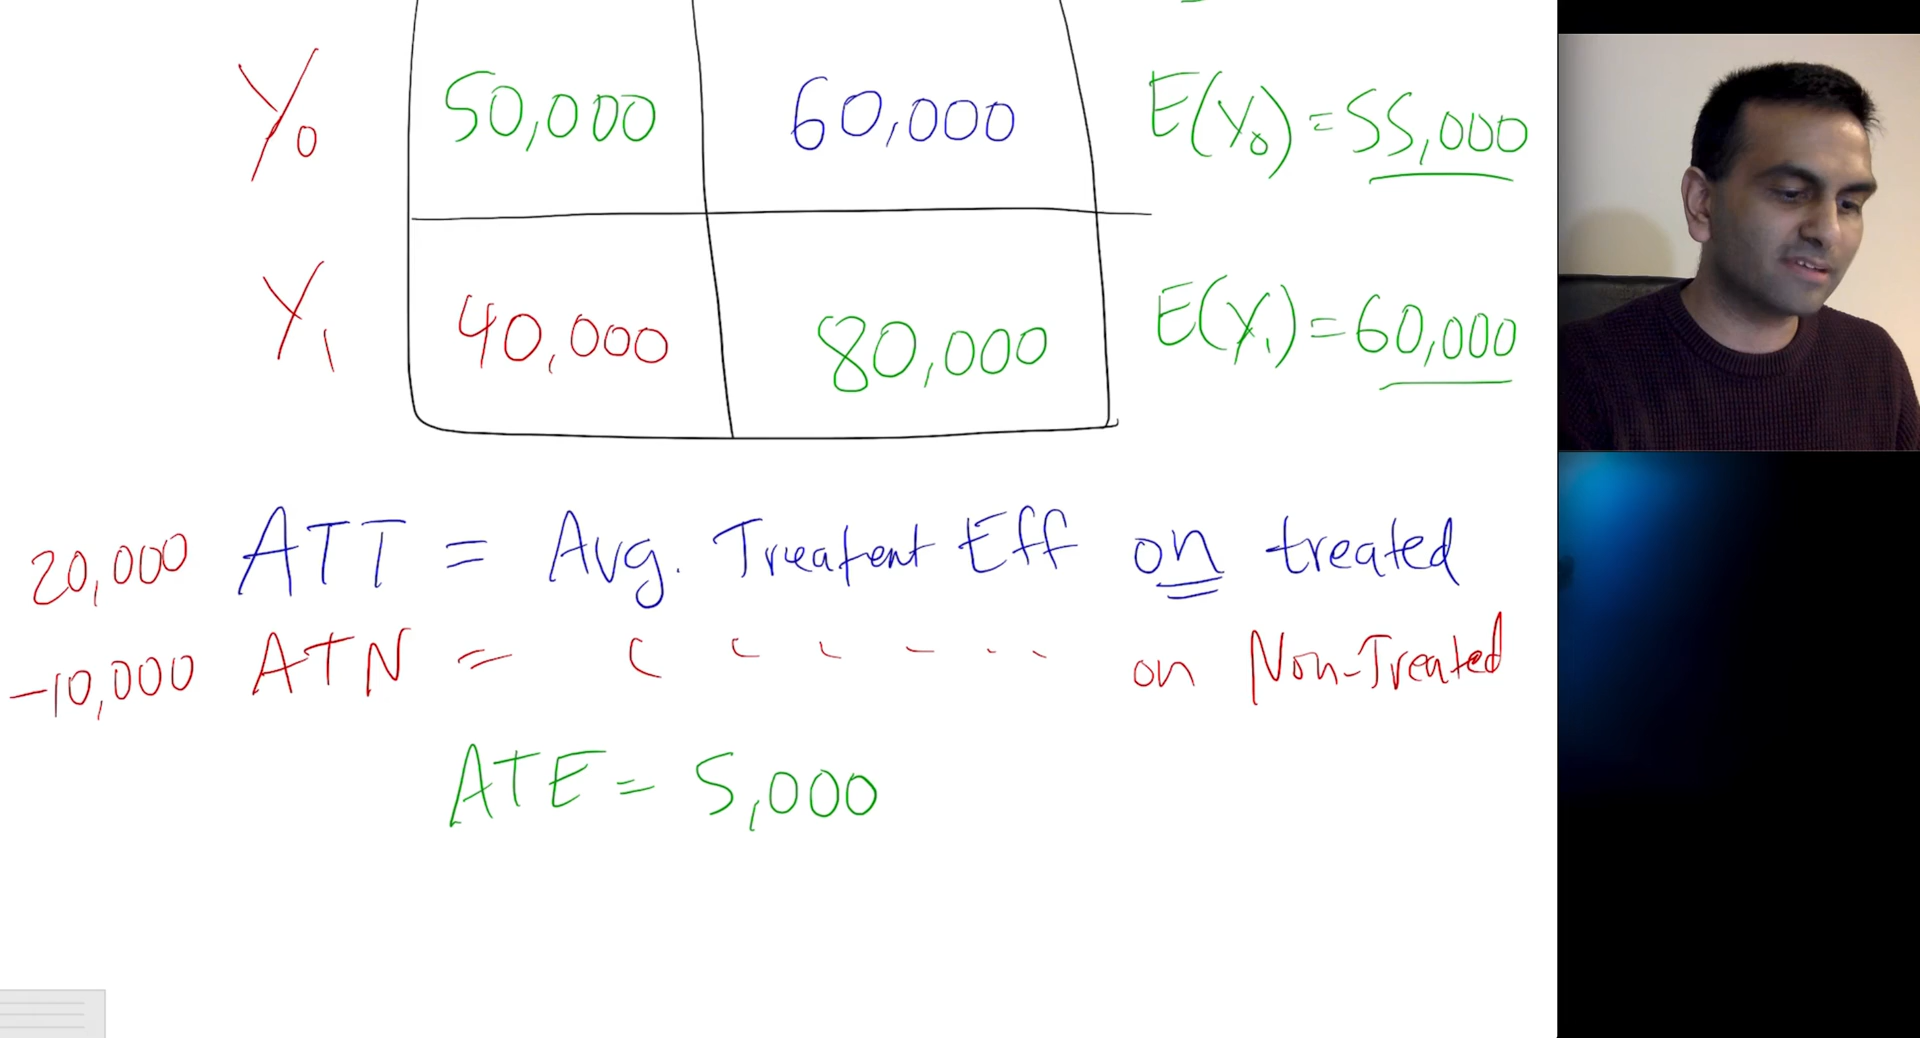 Y₀ 50,000 60,000 E(Y₀) = 55,000
Y₁ 40,000 80,000 E(Y₁) = 60,000
20,000 ATT = Avg. Treatent Eff on treated
-10,000 ATN = on Non-Treated
ATE = 5,000